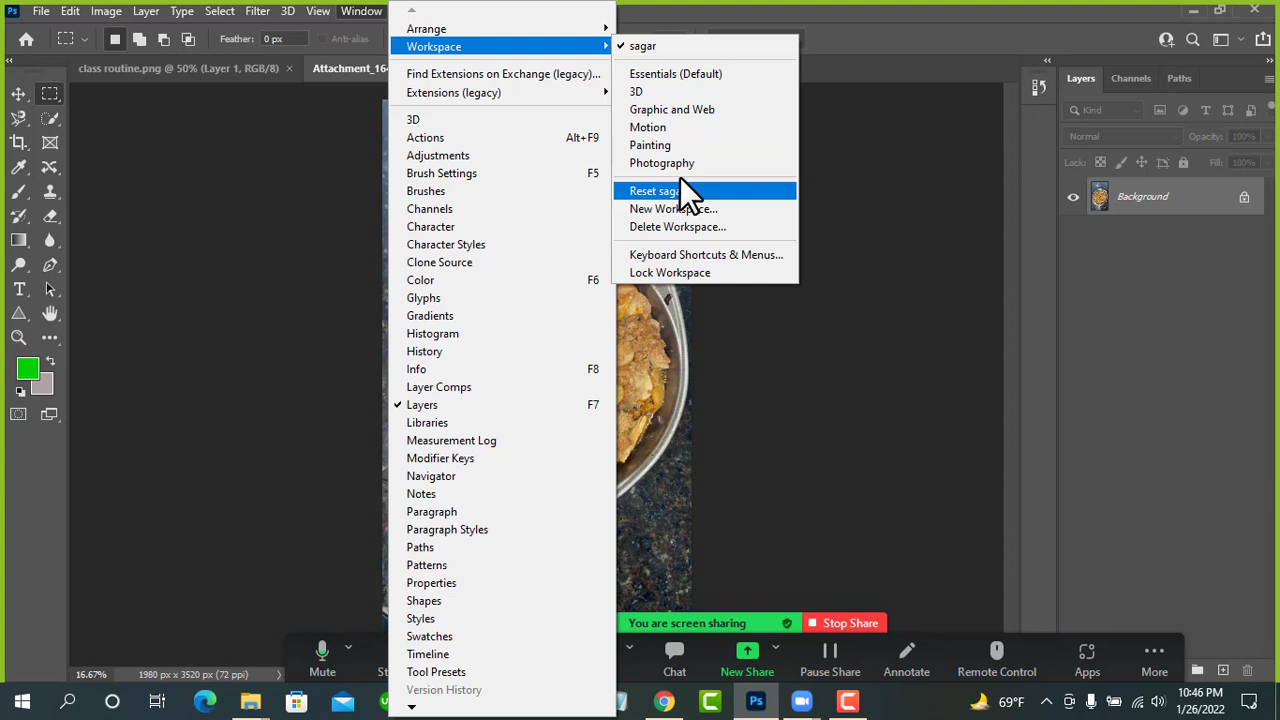 Ps File Edit Image Layer Type Select Filter 3D View Window
Feather: 0 px Anti-alias
class routine.png @ 50% (Layer 1, RGB/8) ×
Attachment_16
Arrange
Workspace
Find Extensions on Exchange (legacy)...
Extensions (legacy)
3D
Actions Alt+F9
Adjustments
Brush Settings F5
Brushes
Channels
Character
Character Styles
Clone Source
Color F6
Glyphs
Gradients
Histogram
History
Info F8
Layer Comps
Layers F7
Libraries
Measurement Log
Modifier Keys
Navigator
Notes
Paragraph
Paragraph Styles
Paths
Patterns
Properties
Shapes
Styles
Swatches
Timeline
Tool Presets
Version History
sagar
Essentials (Default)
3D
Graphic and Web
Motion
Painting
Photography
Reset
New Workspace...
Delete Workspace...
Keyboard Shortcuts & Menus...
Lock Workspace
Layers Channels Paths
Kind
Normal Opacity: 100%
Lock: Fill: 100%
Background
You are screen sharing Stop Share
Mute
Chat New Share Pause Share Annotate Remote Control Apps More
16.67% 1980 px x 3520 px (72 ppi)
69°F
10:46 PM
1/26/2022